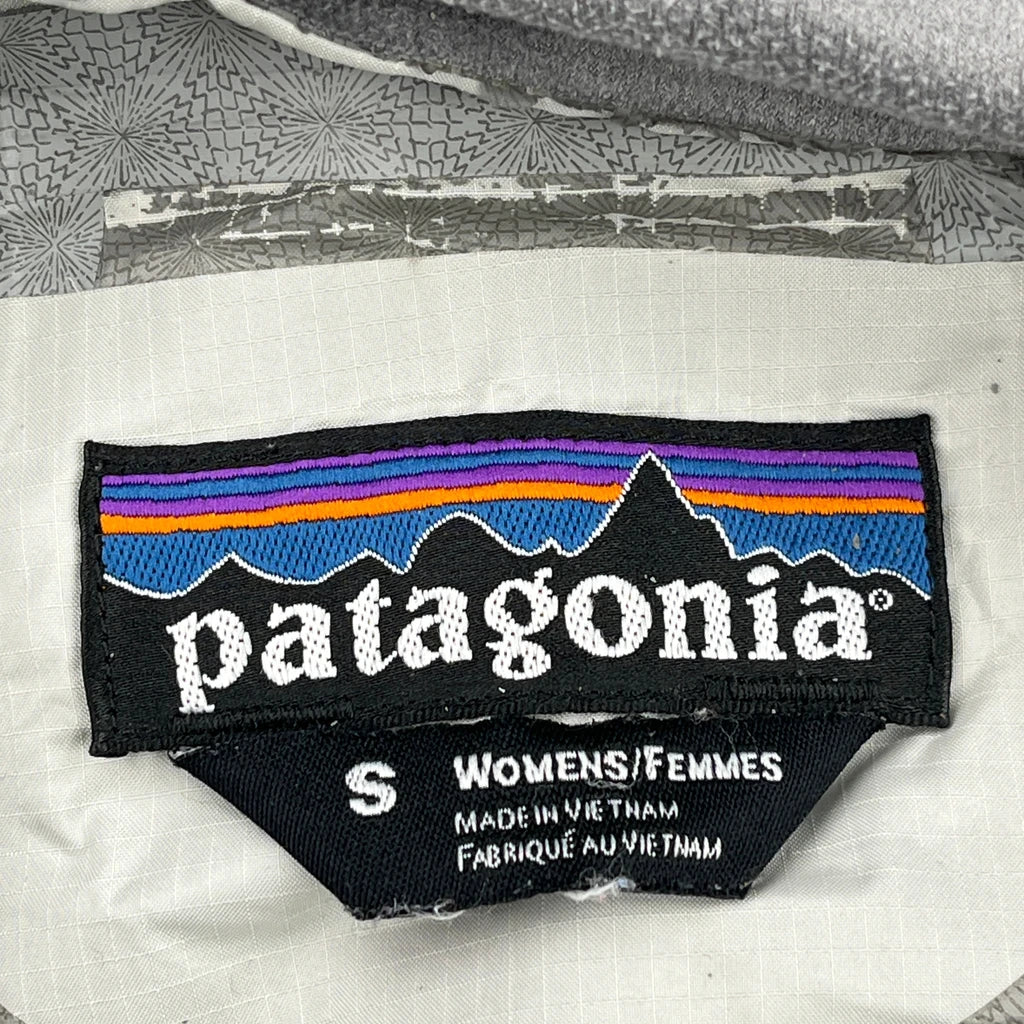 patagonia®
S
WOMENS/FEMMES
MADE IN VIETNAM
FABRIQUÉ AU VIETNAM